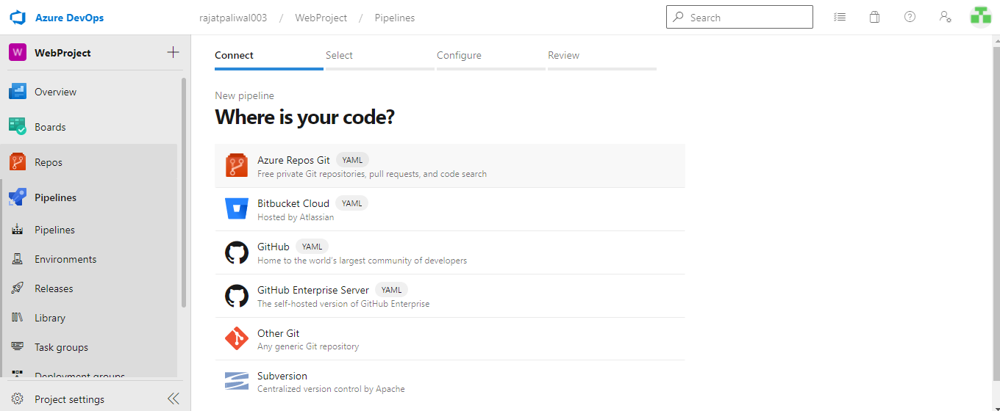 Azure DevOps
rajatpaliwal003 / WebProject / Pipelines
Search
W WebProject
Overview
Boards
Repos
Pipelines
Pipelines
Environments
Releases
Library
Task groups
Deployment groups
Project settings
Connect Select Configure Review
New pipeline
Where is your code?
Azure Repos Git YAML
Free private Git repositories, pull requests, and code search
Bitbucket Cloud YAML
Hosted by Atlassian
GitHub YAML
Home to the world's largest community of developers
GitHub Enterprise Server YAML
The self-hosted version of GitHub Enterprise
Other Git
Any generic Git repository
Subversion
Centralized version control by Apache